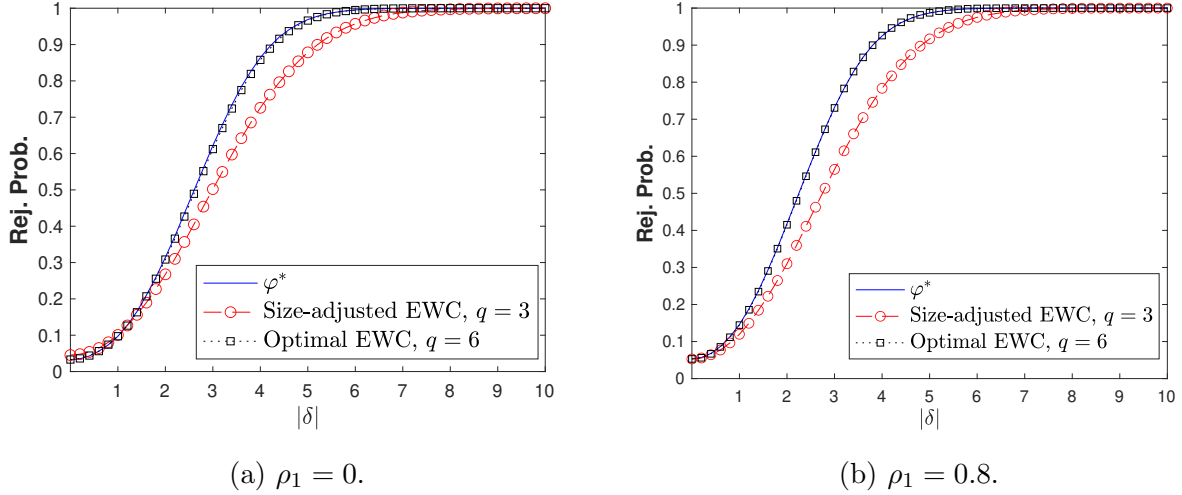 1
0.9
0.8
0.7
0.6
0.5
0.4
0.3
0.2
0.1
0
Rej. Prob.
φ*
Size-adjusted EWC, q = 3
Optimal EWC, q = 6
1 2 3 4 5 6 7 8 9 10
|δ|
(a) ρ₁ = 0.
1
0.9
0.8
0.7
0.6
0.5
0.4
0.3
0.2
0.1
0
Rej. Prob.
φ*
Size-adjusted EWC, q = 3
Optimal EWC, q = 6
1 2 3 4 5 6 7 8 9 10
|δ|
(b) ρ₁ = 0.8.